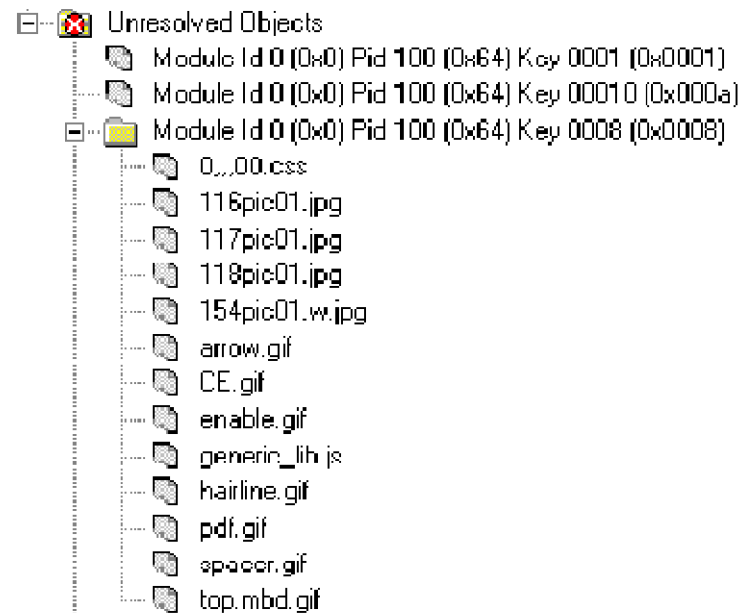 Unresolved Objects
Module Id 0 (0x0) Pid 100 (0x64) Key 0001 (0x0001)
Module Id 0 (0x0) Pid 100 (0x64) Key 00010 (0x000a)
Module Id 0 (0x0) Pid 100 (0x64) Key 0008 (0x0008)
0,,,00.css
116pic01.jpg
117pic01.jpg
118pic01.jpg
154pic01.w.jpg
arrow.gif
CE.gif
enable.gif
generic_lib.js
hairline.gif
pdf.gif
spacer.gif
top.mbd.gif